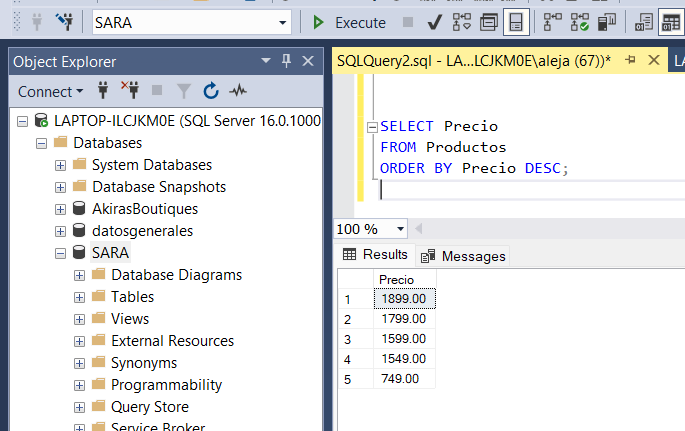 SARA
Execute
Object Explorer
SQLQuery2.sql - LA...LCJKM0E\aleja (67))*
LA
Connect
LAPTOP-ILCJKM0E (SQL Server 16.0.1000
Databases
System Databases
Database Snapshots
AkirasBoutiques
datosgenerales
SARA
Database Diagrams
Tables
Views
External Resources
Synonyms
Programmability
Query Store
Service Broker
SELECT Precio
FROM Productos
ORDER BY Precio DESC;
100 %
Results
Messages
Precio
1 1899.00
2 1799.00
3 1599.00
4 1549.00
5 749.00